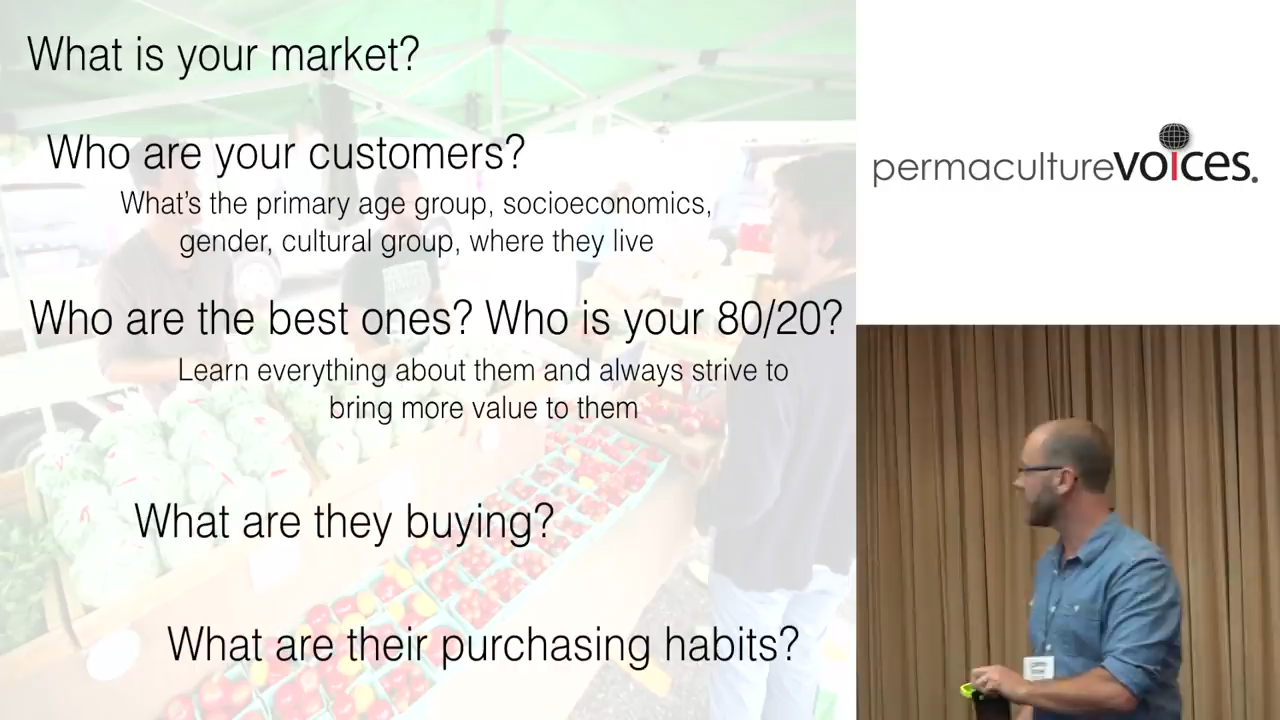 What is your market?
Who are your customers?
What's the primary age group, socioeconomics,
gender, cultural group, where they live
Who are the best ones? Who is your 80/20?
Learn everything about them and always strive to
bring more value to them
What are they buying?
What are their purchasing habits?
permaculturevoices.